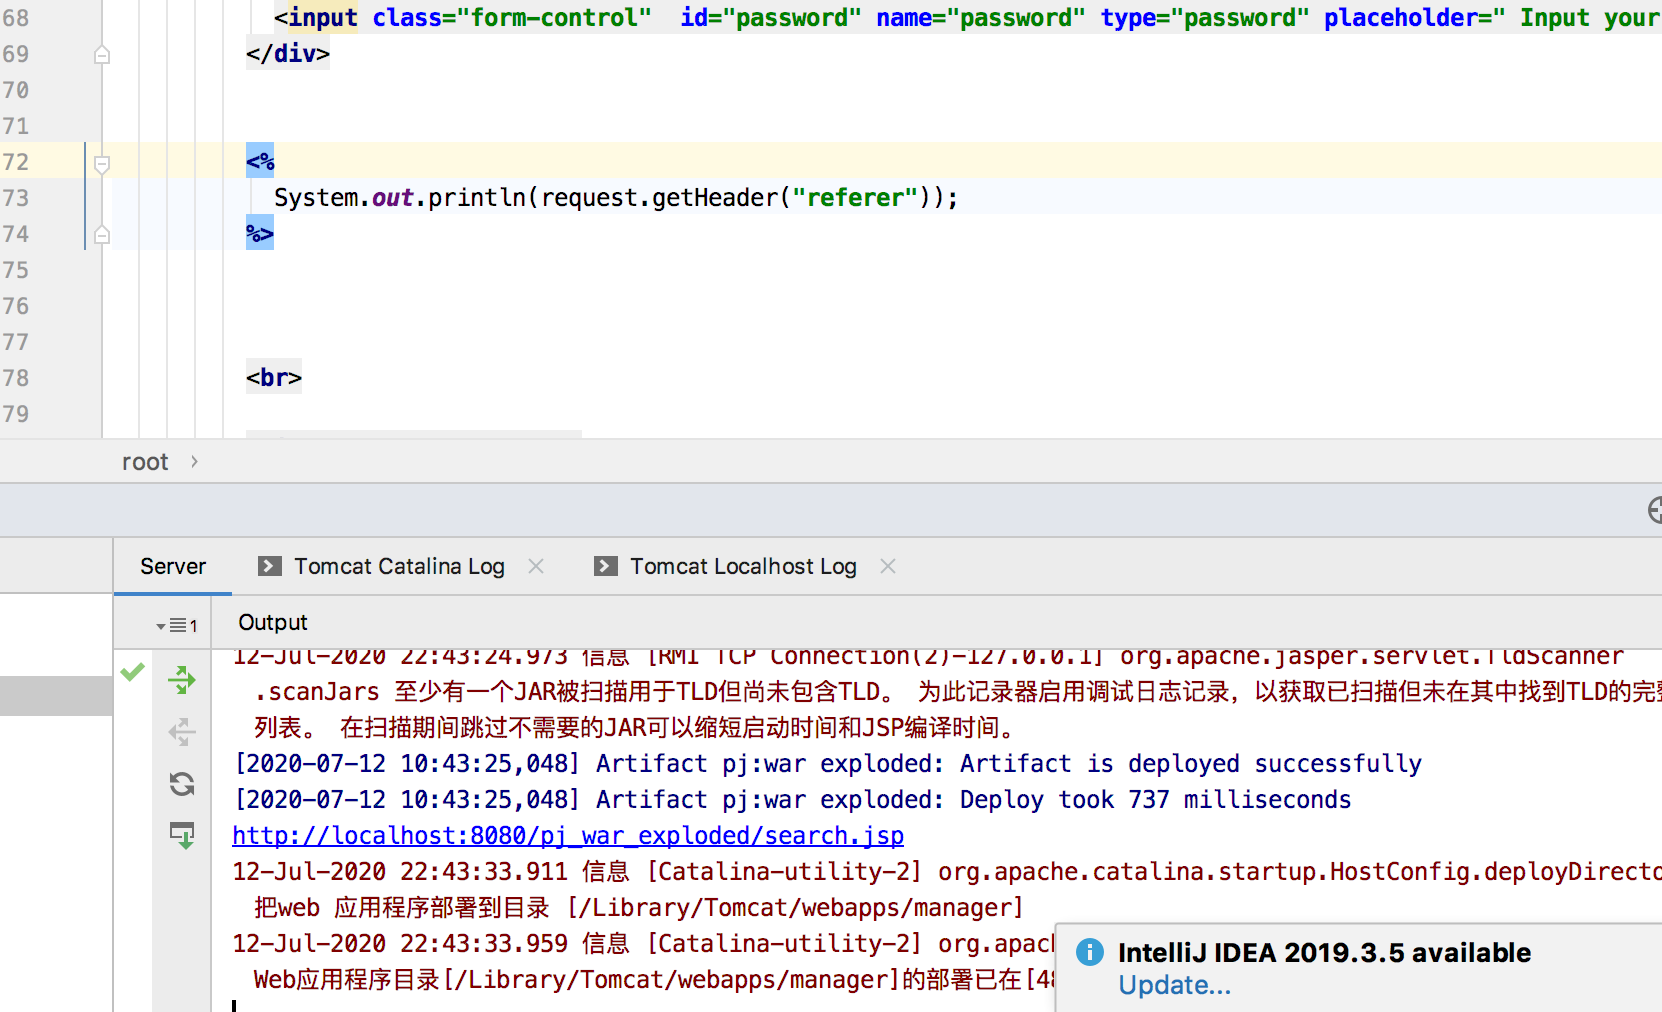 68 <input class="form-control"  id="password" name="password" type="password" placeholder=" Input your
69 </div>
70
71
72 <%
73 System.out.println(request.getHeader("referer"));
74 %>
75
76
77
78 <br>
79
root
Server Tomcat Catalina Log Tomcat Localhost Log
1 Output
12-Jul-2020 22:43:24.973 信息 [RMI TCP Connection(2)-127.0.0.1] org.apache.jasper.servlet.TldScanner
.scanJars 至少有一个JAR被扫描用于TLD但尚未包含TLD。 为此记录器启用调试日志记录，以获取已扫描但未在其中找到TLD的完整
列表。 在扫描期间跳过不需要的JAR可以缩短启动时间和JSP编译时间。
[2020-07-12 10:43:25,048] Artifact pj:war exploded: Artifact is deployed successfully
[2020-07-12 10:43:25,048] Artifact pj:war exploded: Deploy took 737 milliseconds
http://localhost:8080/pj_war_exploded/search.jsp
12-Jul-2020 22:43:33.911 信息 [Catalina-utility-2] org.apache.catalina.startup.HostConfig.deployDirecto
把web 应用程序部署到目录 [/Library/Tomcat/webapps/manager]
12-Jul-2020 22:43:33.959 信息 [Catalina-utility-2] org.apac
Web应用程序目录[/Library/Tomcat/webapps/manager]的部署已在[48
IntelliJ IDEA 2019.3.5 available
Update...